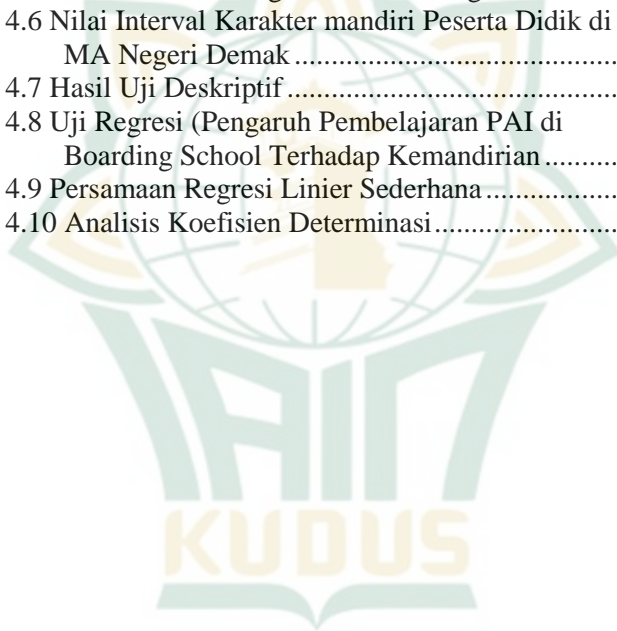 4.6 Nilai Interval Karakter mandiri Peserta Didik di
MA Negeri Demak ......................................................
4.7 Hasil Uji Deskriptif ......................................................
4.8 Uji Regresi (Pengaruh Pembelajaran PAI di
Boarding School Terhadap Kemandirian ..........
4.9 Persamaan Regresi Linier Sederhana ...................
4.10 Analisis Koefisien Determinasi ..........................
IAIN
KUDUS